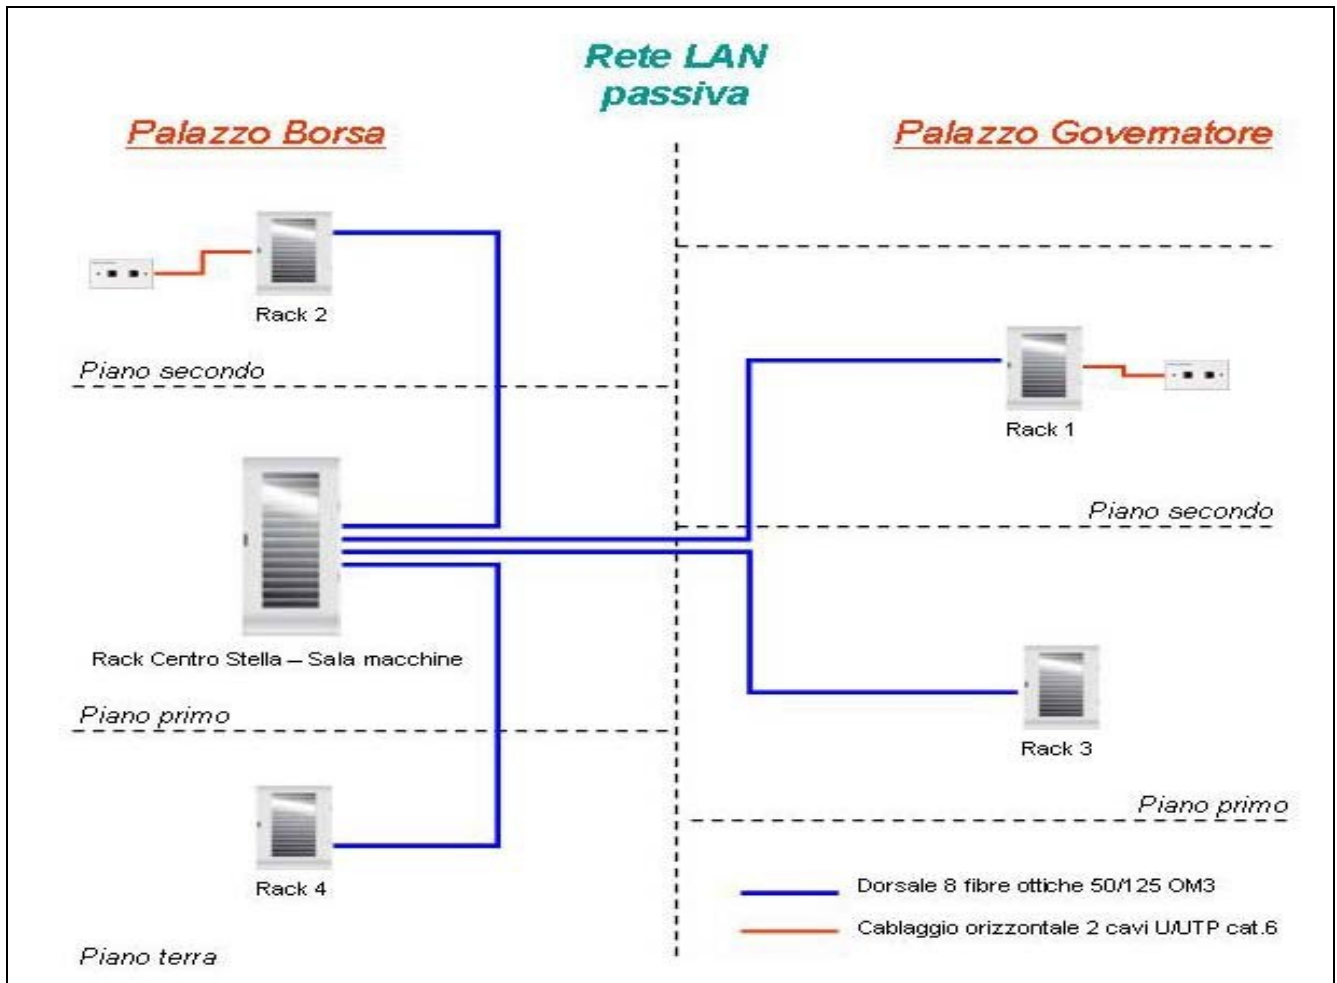 Rete LAN
passiva
Palazzo Borsa
Palazzo Governatore
Rack 2
Piano secondo
Rack 1
Piano secondo
Rack Centro Stella – Sala macchine
Piano primo
Rack 3
Piano primo
Rack 4
Dorsale 8 fibre ottiche 50/125 OM3
Cablaggio orizzontale 2 cavi U/UTP cat.6
Piano terra